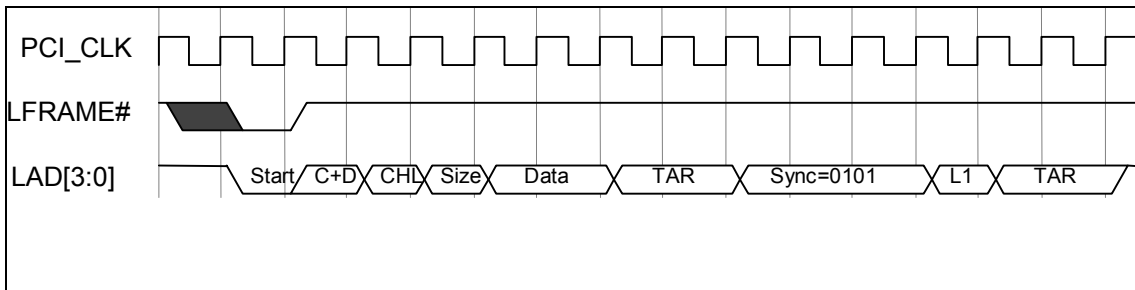 PCI_CLK
LFRAME#
LAD[3:0] Start C+D CHL Size Data TAR Sync=0101 L1 TAR